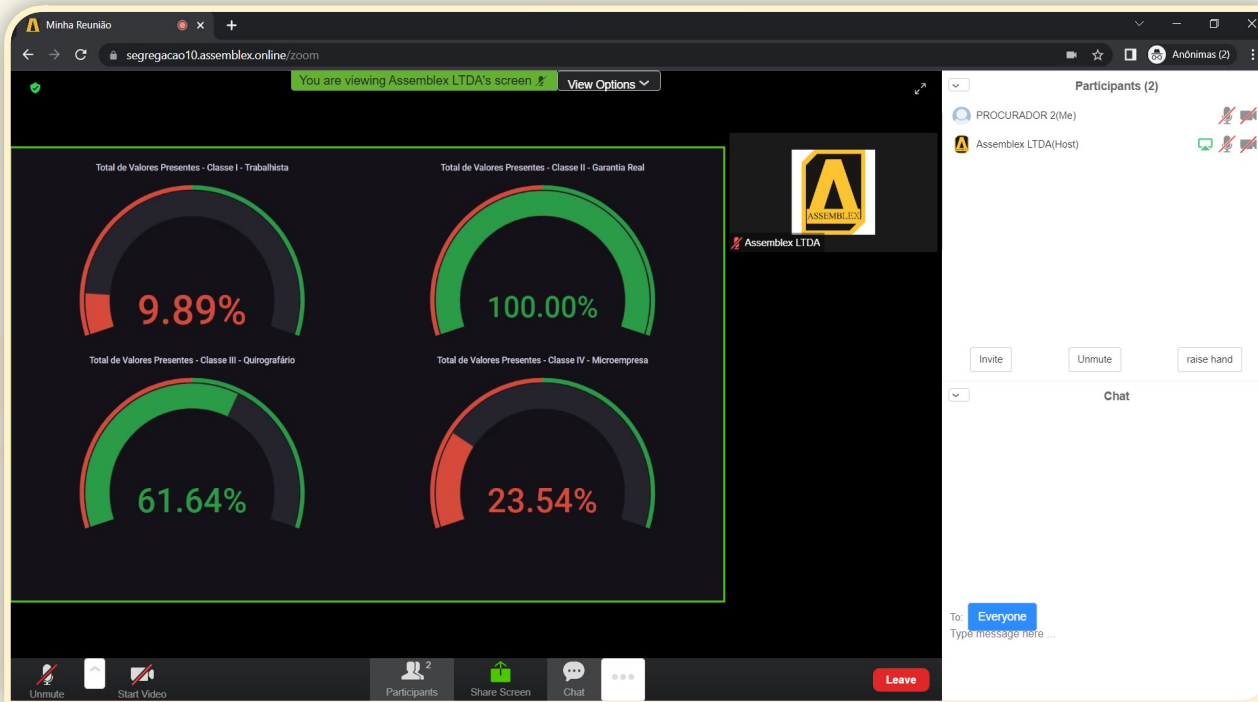 Minha Reunião
segregacao10.assemblex.online/zoom
Anônimas (2)
You are viewing Assemblex LTDA's screen
View Options
Total de Valores Presentes - Classe I - Trabalhista
9.89%
Total de Valores Presentes - Classe II - Garantia Real
100.00%
Total de Valores Presentes - Classe III - Quirografário
61.64%
Total de Valores Presentes - Classe IV - Microempresa
23.54%
ASSEMBLEX
Assemblex LTDA
Participants (2)
PROCURADOR 2(Me)
Assemblex LTDA(Host)
Invite
Unmute
raise hand
Chat
To: Everyone
Type message here ...
Unmute
Start Video
2
Participants
Share Screen
Chat
Leave